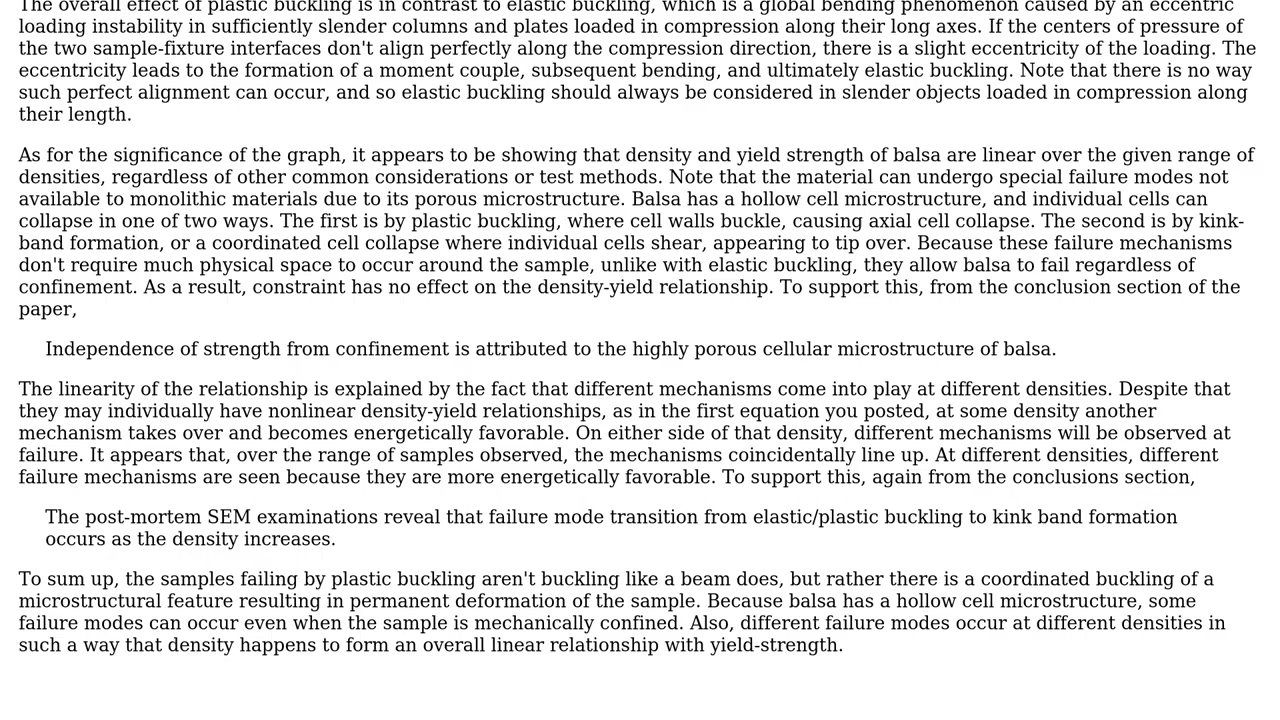 The overall effect of plastic buckling is in contrast to elastic buckling, which is a global bending phenomenon caused by an eccentric
loading instability in sufficiently slender columns and plates loaded in compression along their long axes. If the centers of pressure of
the two sample-fixture interfaces don't align perfectly along the compression direction, there is a slight eccentricity of the loading. The
eccentricity leads to the formation of a moment couple, subsequent bending, and ultimately elastic buckling. Note that there is no way
such perfect alignment can occur, and so elastic buckling should always be considered in slender objects loaded in compression along
their length.
As for the significance of the graph, it appears to be showing that density and yield strength of balsa are linear over the given range of
densities, regardless of other common considerations or test methods. Note that the material can undergo special failure modes not
available to monolithic materials due to its porous microstructure. Balsa has a hollow cell microstructure, and individual cells can
collapse in one of two ways. The first is by plastic buckling, where cell walls buckle, causing axial cell collapse. The second is by kink-
band formation, or a coordinated cell collapse where individual cells shear, appearing to tip over. Because these failure mechanisms
don't require much physical space to occur around the sample, unlike with elastic buckling, they allow balsa to fail regardless of
confinement. As a result, constraint has no effect on the density-yield relationship. To support this, from the conclusion section of the
paper,
Independence of strength from confinement is attributed to the highly porous cellular microstructure of balsa.
The linearity of the relationship is explained by the fact that different mechanisms come into play at different densities. Despite that
they may individually have nonlinear density-yield relationships, as in the first equation you posted, at some density another
mechanism takes over and becomes energetically favorable. On either side of that density, different mechanisms will be observed at
failure. It appears that, over the range of samples observed, the mechanisms coincidentally line up. At different densities, different
failure mechanisms are seen because they are more energetically favorable. To support this, again from the conclusions section,
The post-mortem SEM examinations reveal that failure mode transition from elastic/plastic buckling to kink band formation
occurs as the density increases.
To sum up, the samples failing by plastic buckling aren't buckling like a beam does, but rather there is a coordinated buckling of a
microstructural feature resulting in permanent deformation of the sample. Because balsa has a hollow cell microstructure, some
failure modes can occur even when the sample is mechanically confined. Also, different failure modes occur at different densities in
such a way that density happens to form an overall linear relationship with yield-strength.